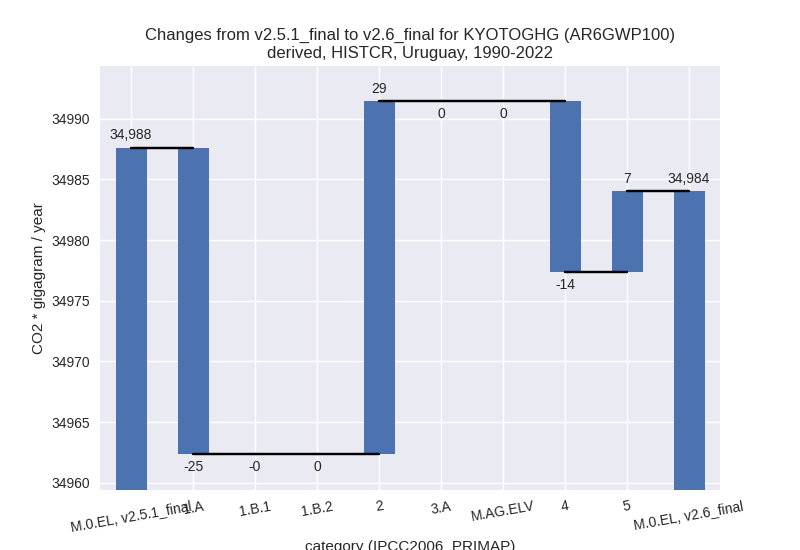 Changes from v2.5.1_final to v2.6_final for KYOTOGHG (AR6GWP100)
derived, HISTCR, Uruguay, 1990-2022
CO2 * gigagram / year
34990
34985
34980
34975
34970
34965
34960
34,988
-25
-0
0
29
0
0
-14
7
34,984
M.0.EL, v2.5.1_final
1.A
1.B.1
1.B.2
2
3.A
M.AG.ELV
4
5
M.0.EL, v2.6_final
category (IPCC2006_PRIMAP)